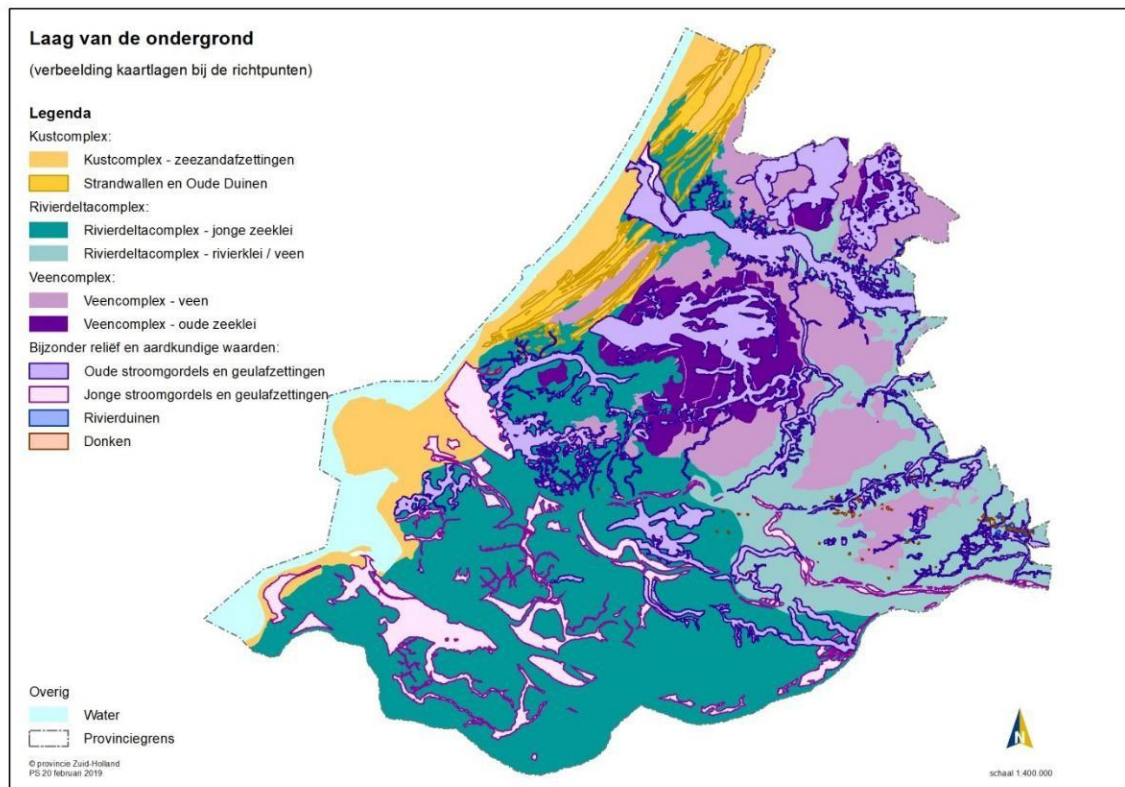 Laag van de ondergrond
(verbeelding kaartlagen bij de richtpunten)
Legenda
Kustcomplex:
Kustcomplex - zeezandafzettingen
Strandwallen en Oude Duinen
Rivierdeltacomplex:
Rivierdeltacomplex - jonge zeeklei
Rivierdeltacomplex - rivierklei / veen
Veencomplex:
Veencomplex - veen
Veencomplex - oude zeeklei
Bijzonder reliëf en aardkundige waarden:
Oude stroomgordels en geulafzettingen
Jonge stroomgordels en geulafzettingen
Rivierduinen
Donken
Overig
Water
Provinciegrens
© provincie Zuid-Holland
PS 20 februari 2019
N
schaal 1:400.000